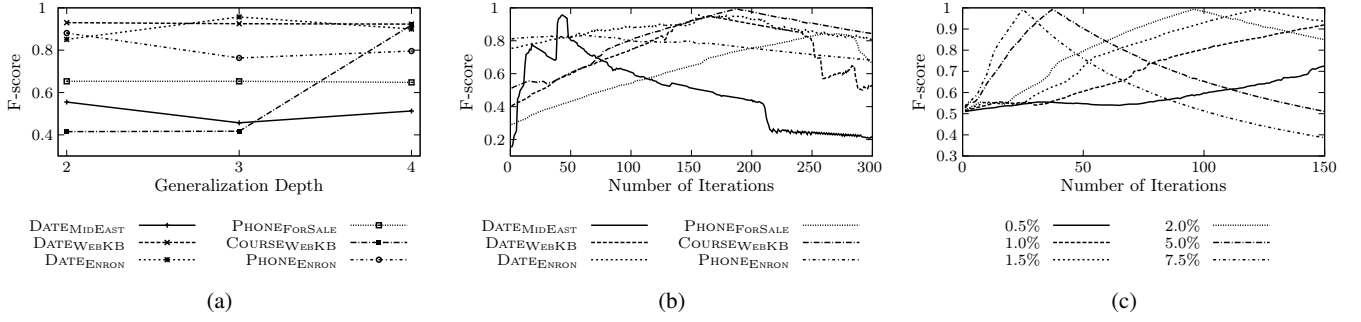 F-score
1
0.8
0.6
0.4
2
3
4
Generalization Depth
DATEMIDEAST
DATEWEBKB
DATEENRON
PHONEFORSALE
COURSEWEBKB
PHONEENRON
(a)
F-score
1
0.8
0.6
0.4
0.2
0
50
100
150
200
250
300
Number of Iterations
DATEMIDEAST
DATEWEBKB
DATEENRON
PHONEFORSALE
COURSEWEBKB
PHONEENRON
(b)
F-score
1
0.9
0.8
0.7
0.6
0.5
0.4
0.3
0
50
100
150
Number of Iterations
0.5%
1.0%
1.5%
2.0%
5.0%
7.5%
(c)